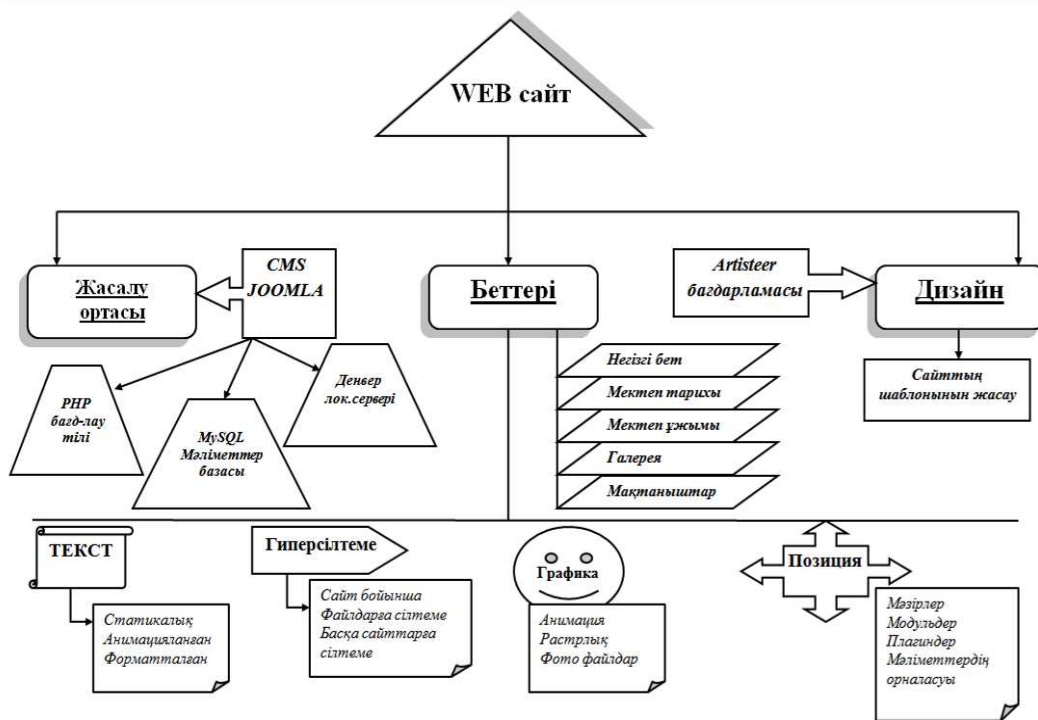 WEB сайт
Жасалу
ортасы
CMS
JOOMLA
Беттері
Artisteer
бағдарламасы
Дизайн
PHP
бағд-лау
тілі
MySQL
Мәліметтер
базасы
Денвер
лок.сервері
Негізгі бет
Мектеп тарихы
Мектеп ұжымы
Галерея
Мақтаныштар
Сайттың
шаблонынын жасау
ТЕКСТ
Статикалық
Анимацияланған
Форматталған
Гиперсілтеме
Сайт бойынша
Файлдарға сілтеме
Басқа сайттарға
сілтеме
Графика
Анимация
Растрлық
Фото файлдар
Позиция
Мәзірлер
Модульдер
Плагиндер
Мәліметтердің
орналасуы